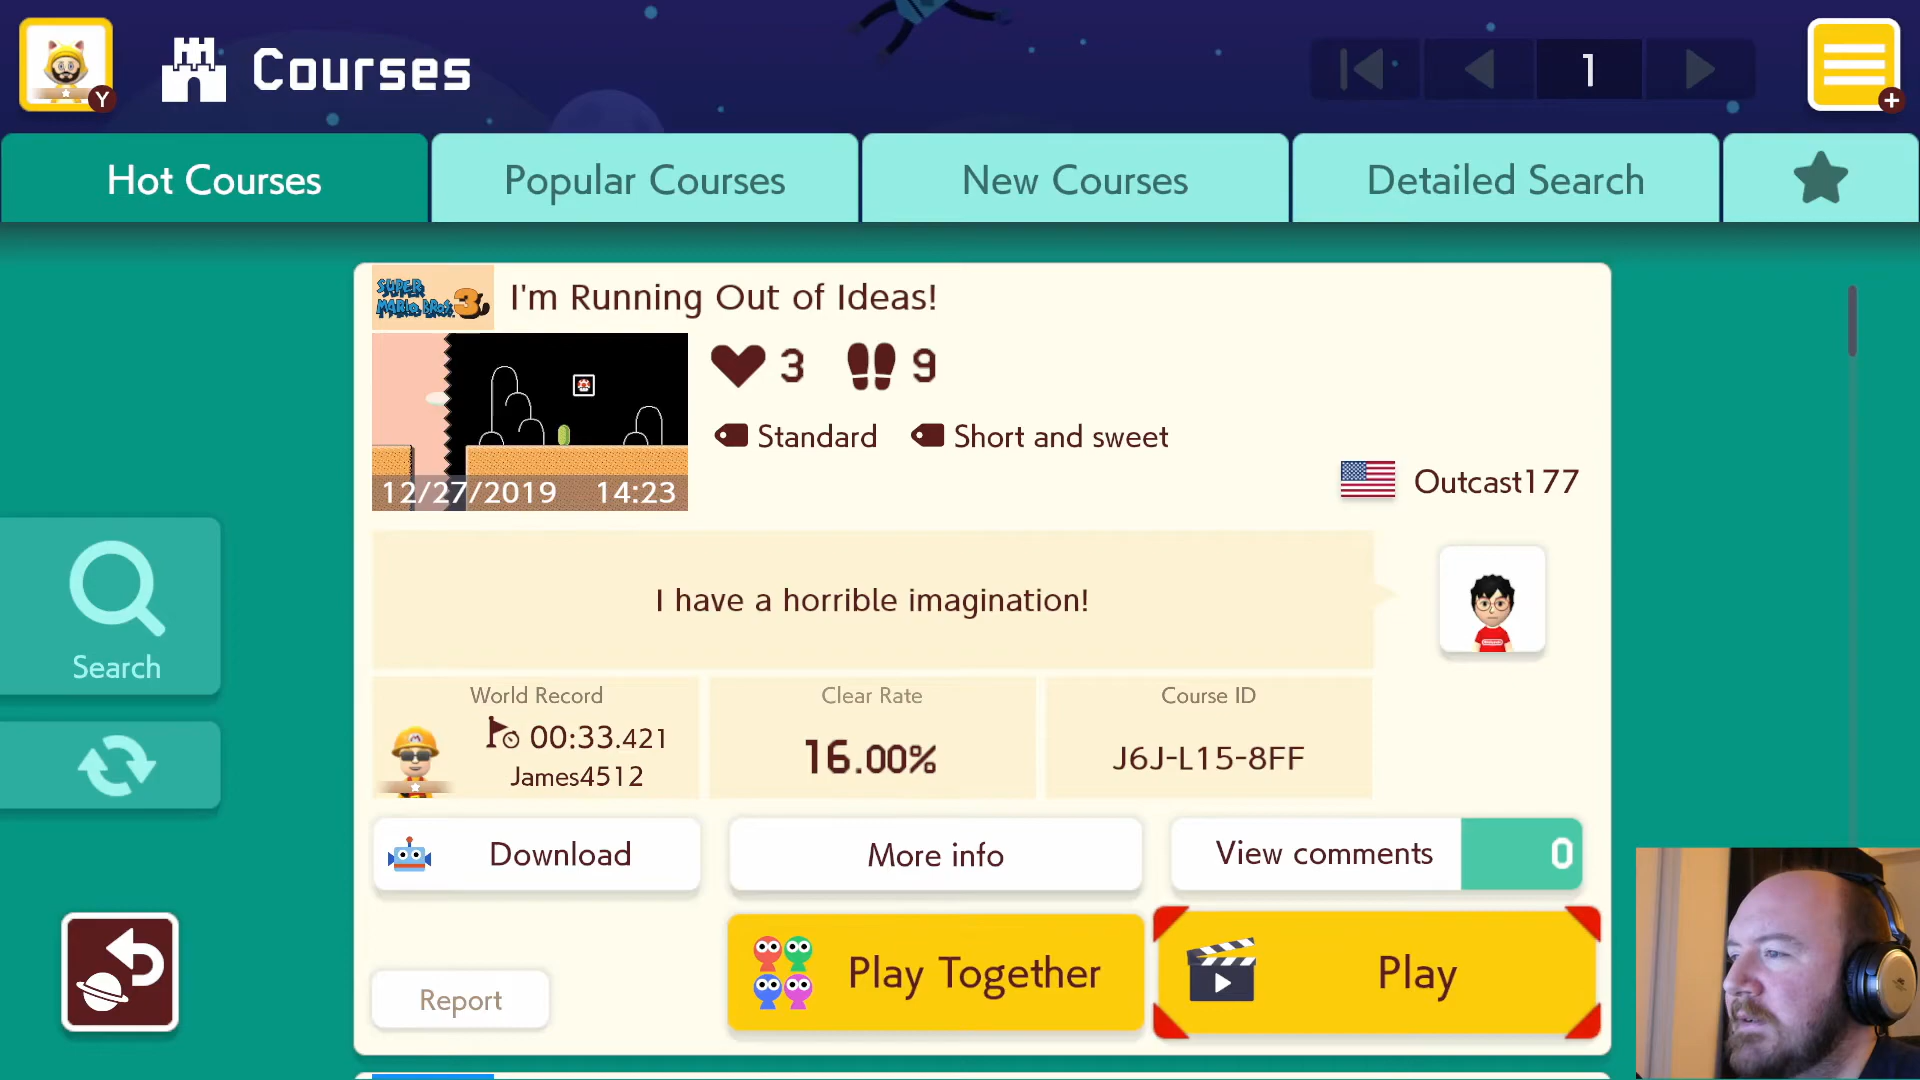 Y
Courses
1
+
Hot Courses
Popular Courses
New Courses
Detailed Search
SUPER
MARIO BROS. 3
I'm Running Out of Ideas!
3
9
Standard
Short and sweet
12/27/2019 14:23
Outcast177
I have a horrible imagination!
Search
World Record
00:33.421
James4512
Clear Rate
16.00%
Course ID
J6J-L15-8FF
Download
More info
View comments
0
Report
Play Together
Play